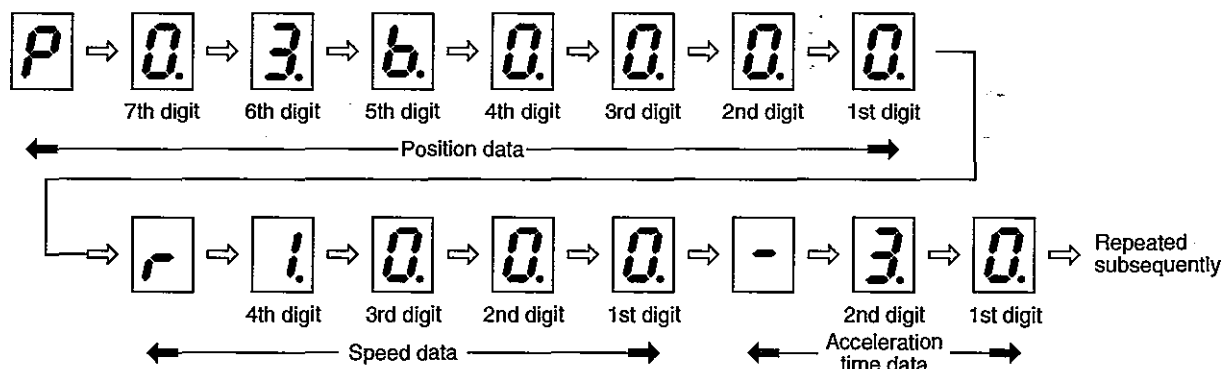 P ⇨ 0. ⇨ 3. ⇨ b. ⇨ 0. ⇨ 0. ⇨ 0. ⇨ 0.
7th digit 6th digit 5th digit 4th digit 3rd digit 2nd digit 1st digit
Position data
r ⇨ 1. ⇨ 0. ⇨ 0. ⇨ 0. ⇨ - ⇨ 3. ⇨ 0. ⇨ Repeated
subsequently
4th digit 3rd digit 2nd digit 1st digit 2nd digit 1st digit
Speed data Acceleration
time data